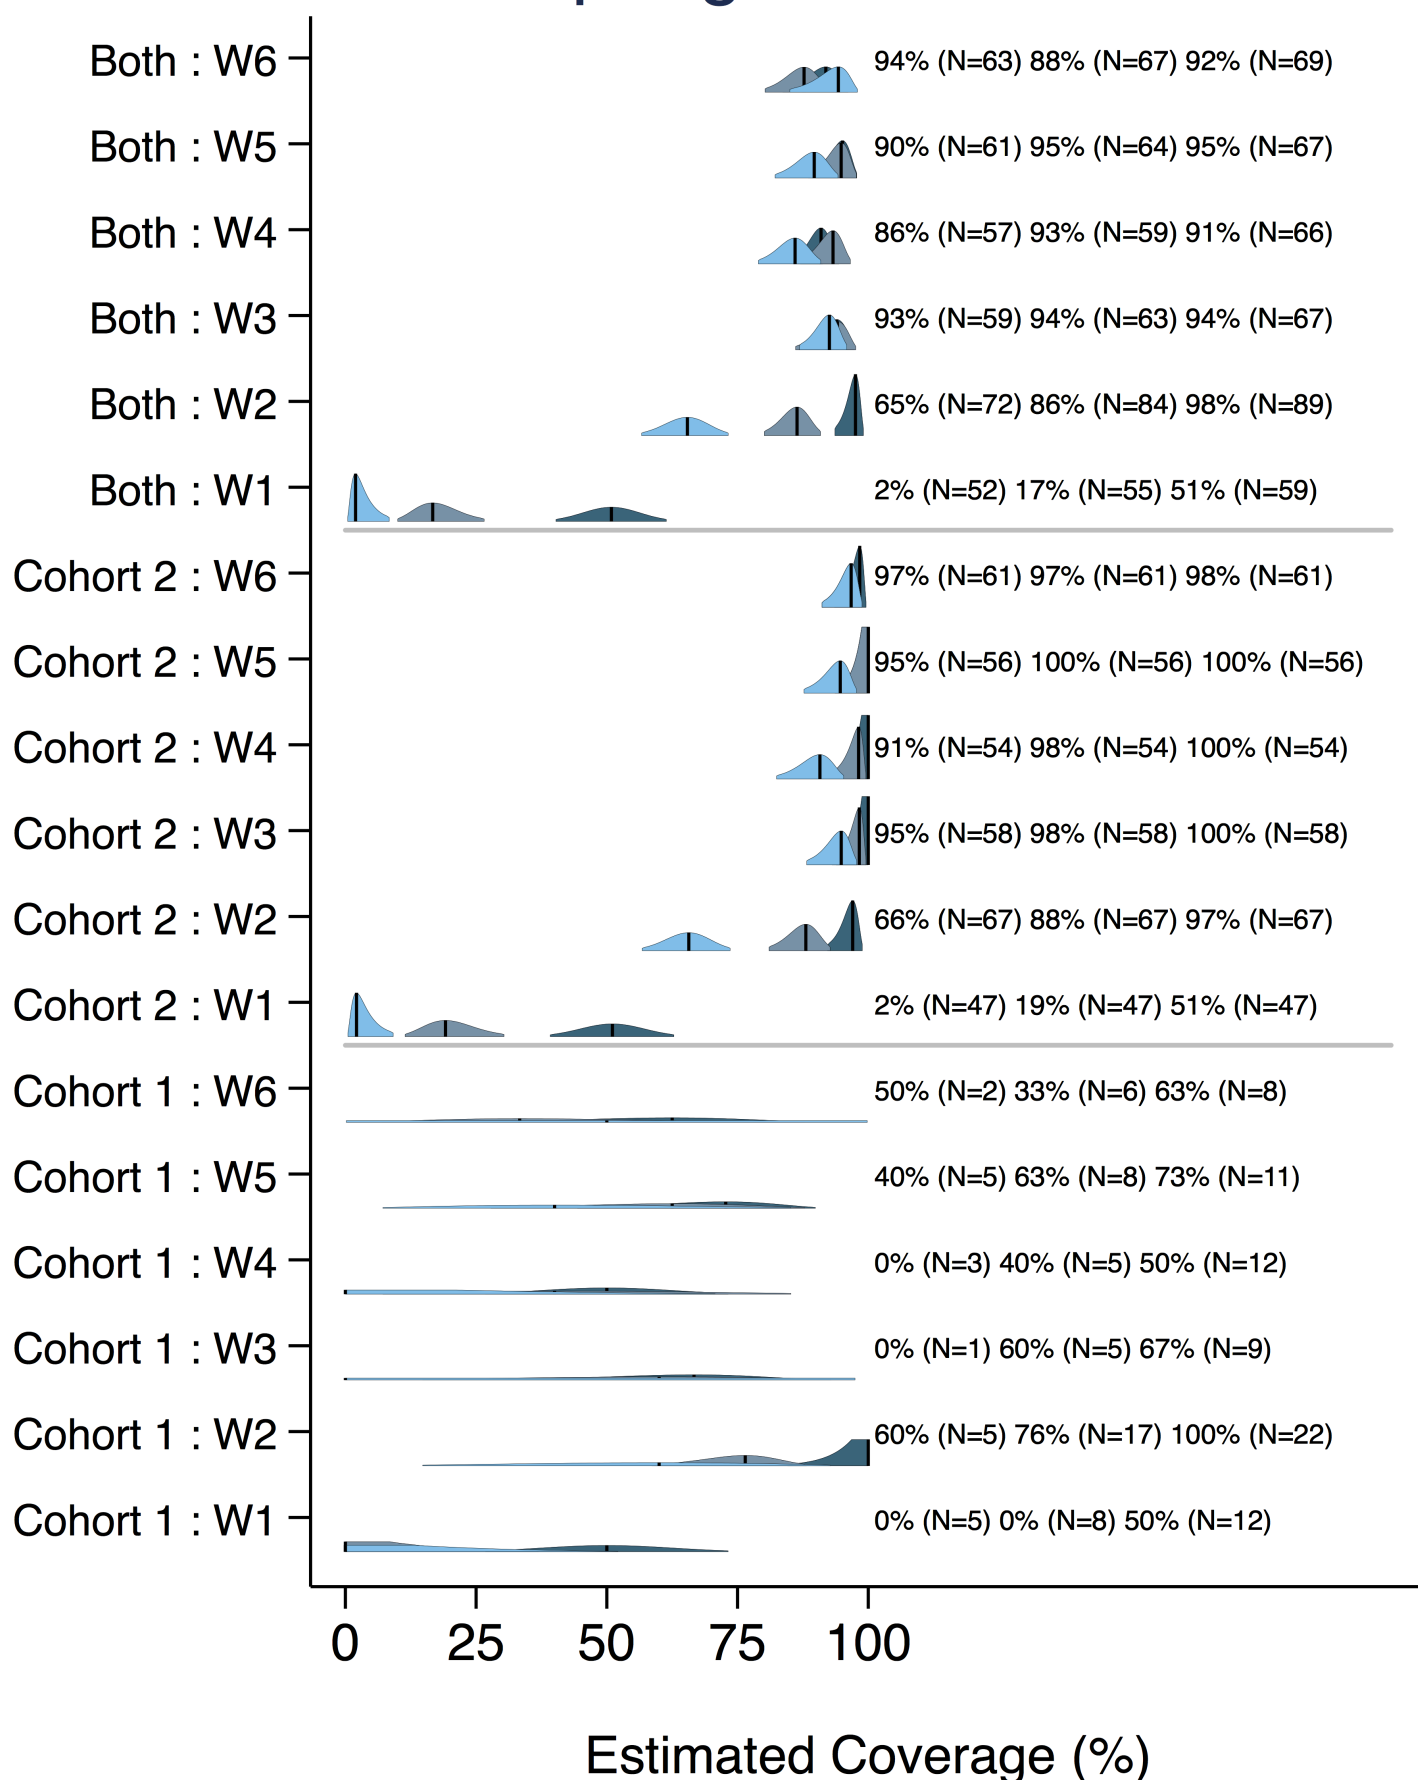 Both : W6 94% (N=63) 88% (N=67) 92% (N=69)
Both : W5 90% (N=61) 95% (N=64) 95% (N=67)
Both : W4 86% (N=57) 93% (N=59) 91% (N=66)
Both : W3 93% (N=59) 94% (N=63) 94% (N=67)
Both : W2 65% (N=72) 86% (N=84) 98% (N=89)
Both : W1 2% (N=52) 17% (N=55) 51% (N=59)
Cohort 2 : W6 97% (N=61) 97% (N=61) 98% (N=61)
Cohort 2 : W5 95% (N=56) 100% (N=56) 100% (N=56)
Cohort 2 : W4 91% (N=54) 98% (N=54) 100% (N=54)
Cohort 2 : W3 95% (N=58) 98% (N=58) 100% (N=58)
Cohort 2 : W2 66% (N=67) 88% (N=67) 97% (N=67)
Cohort 2 : W1 2% (N=47) 19% (N=47) 51% (N=47)
Cohort 1 : W6 50% (N=2) 33% (N=6) 63% (N=8)
Cohort 1 : W5 40% (N=5) 63% (N=8) 73% (N=11)
Cohort 1 : W4 0% (N=3) 40% (N=5) 50% (N=12)
Cohort 1 : W3 0% (N=1) 60% (N=5) 67% (N=9)
Cohort 1 : W2 60% (N=5) 76% (N=17) 100% (N=22)
Cohort 1 : W1 0% (N=5) 0% (N=8) 50% (N=12)
0 25 50 75 100
Estimated Coverage (%)